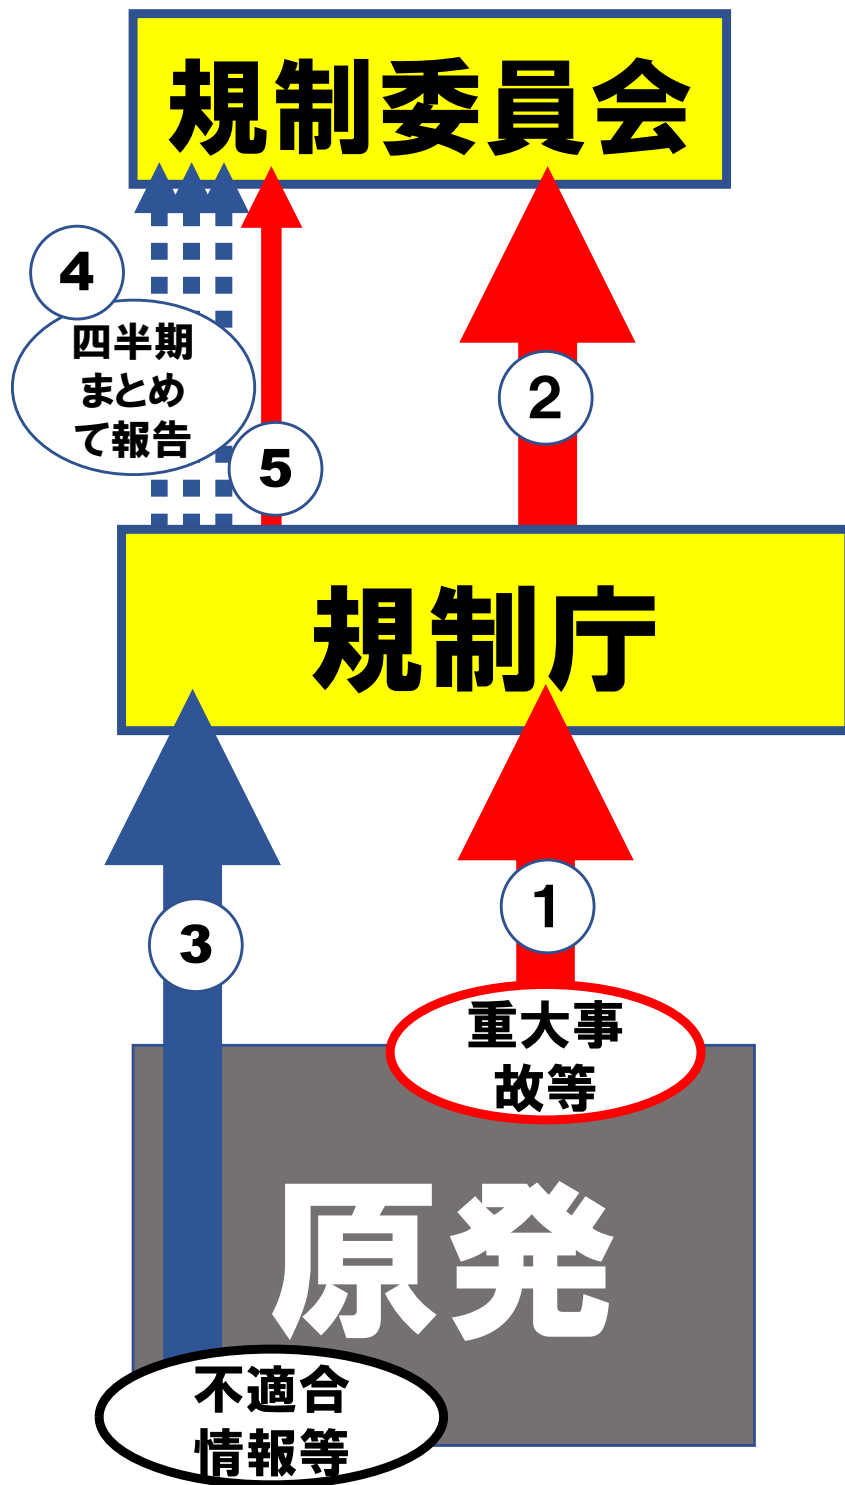 規制委員会
４
四半期
まとめ
て報告
２
５
規制庁
３
１
重大事
故等
原発
不適合
情報等